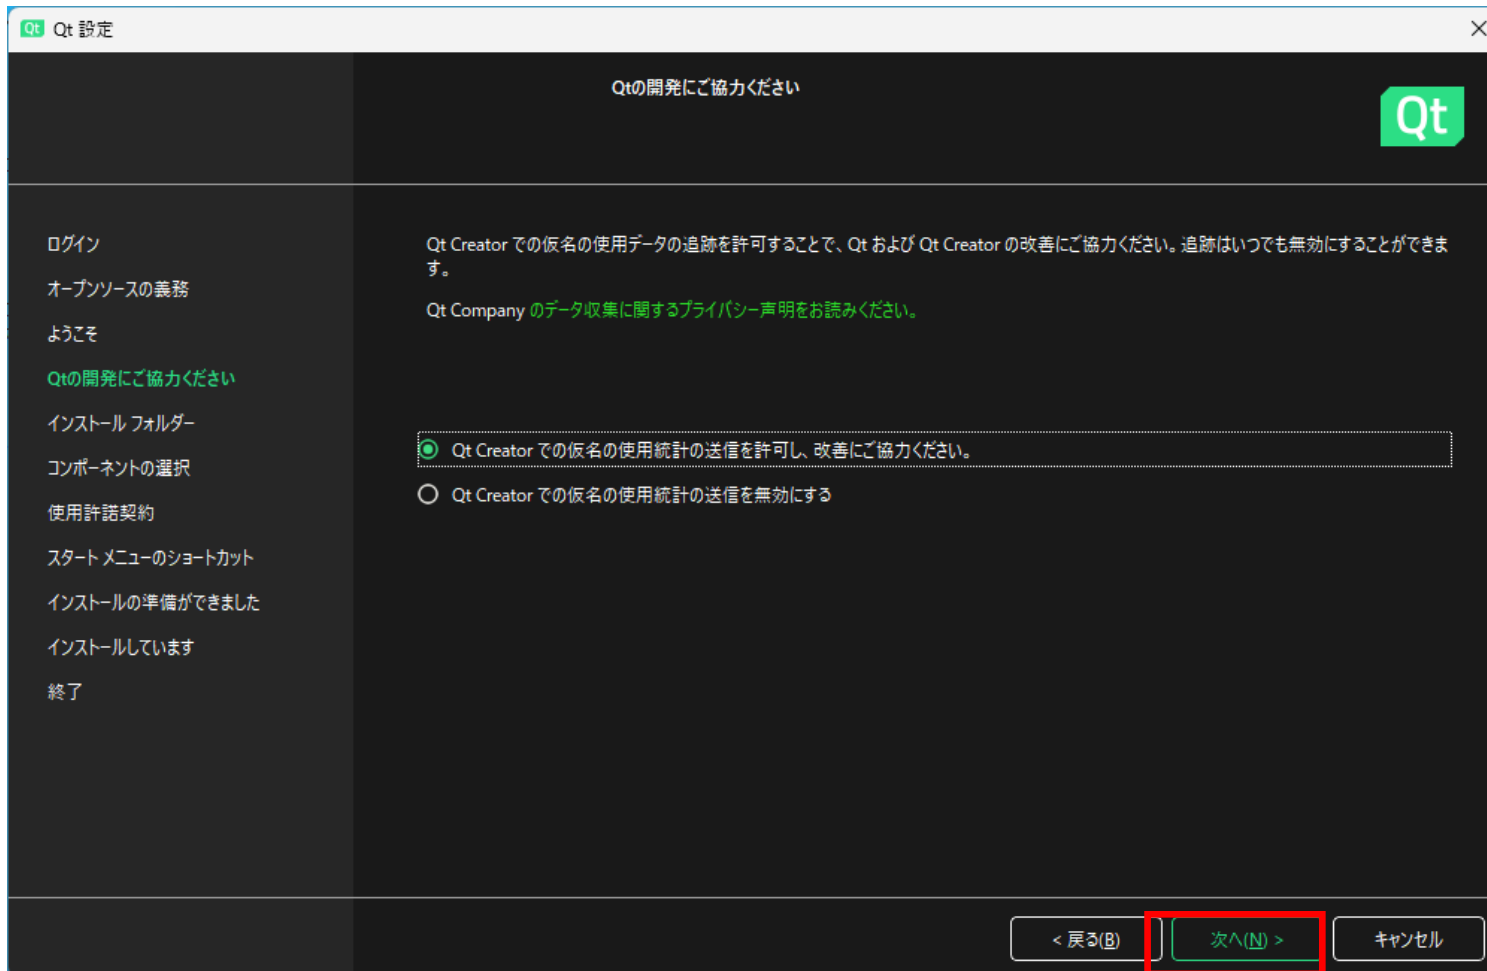 Qt Qt 設定
Qtの開発にご協力ください
Qt
ログイン
オープンソースの義務
ようこそ
Qtの開発にご協力ください
インストール フォルダー
コンポーネントの選択
使用許諾契約
スタート メニューのショートカット
インストールの準備ができました
インストールしています
終了
Qt Creator での仮名の使用データの追跡を許可することで、Qt および Qt Creator の改善にご協力ください。追跡はいつでも無効にすることができま
す。
Qt Company のデータ収集に関するプライバシー声明をお読みください。
Qt Creator での仮名の使用統計の送信を許可し、改善にご協力ください。
Qt Creator での仮名の使用統計の送信を無効にする
< 戻る(B)
次へ(N) >
キャンセル